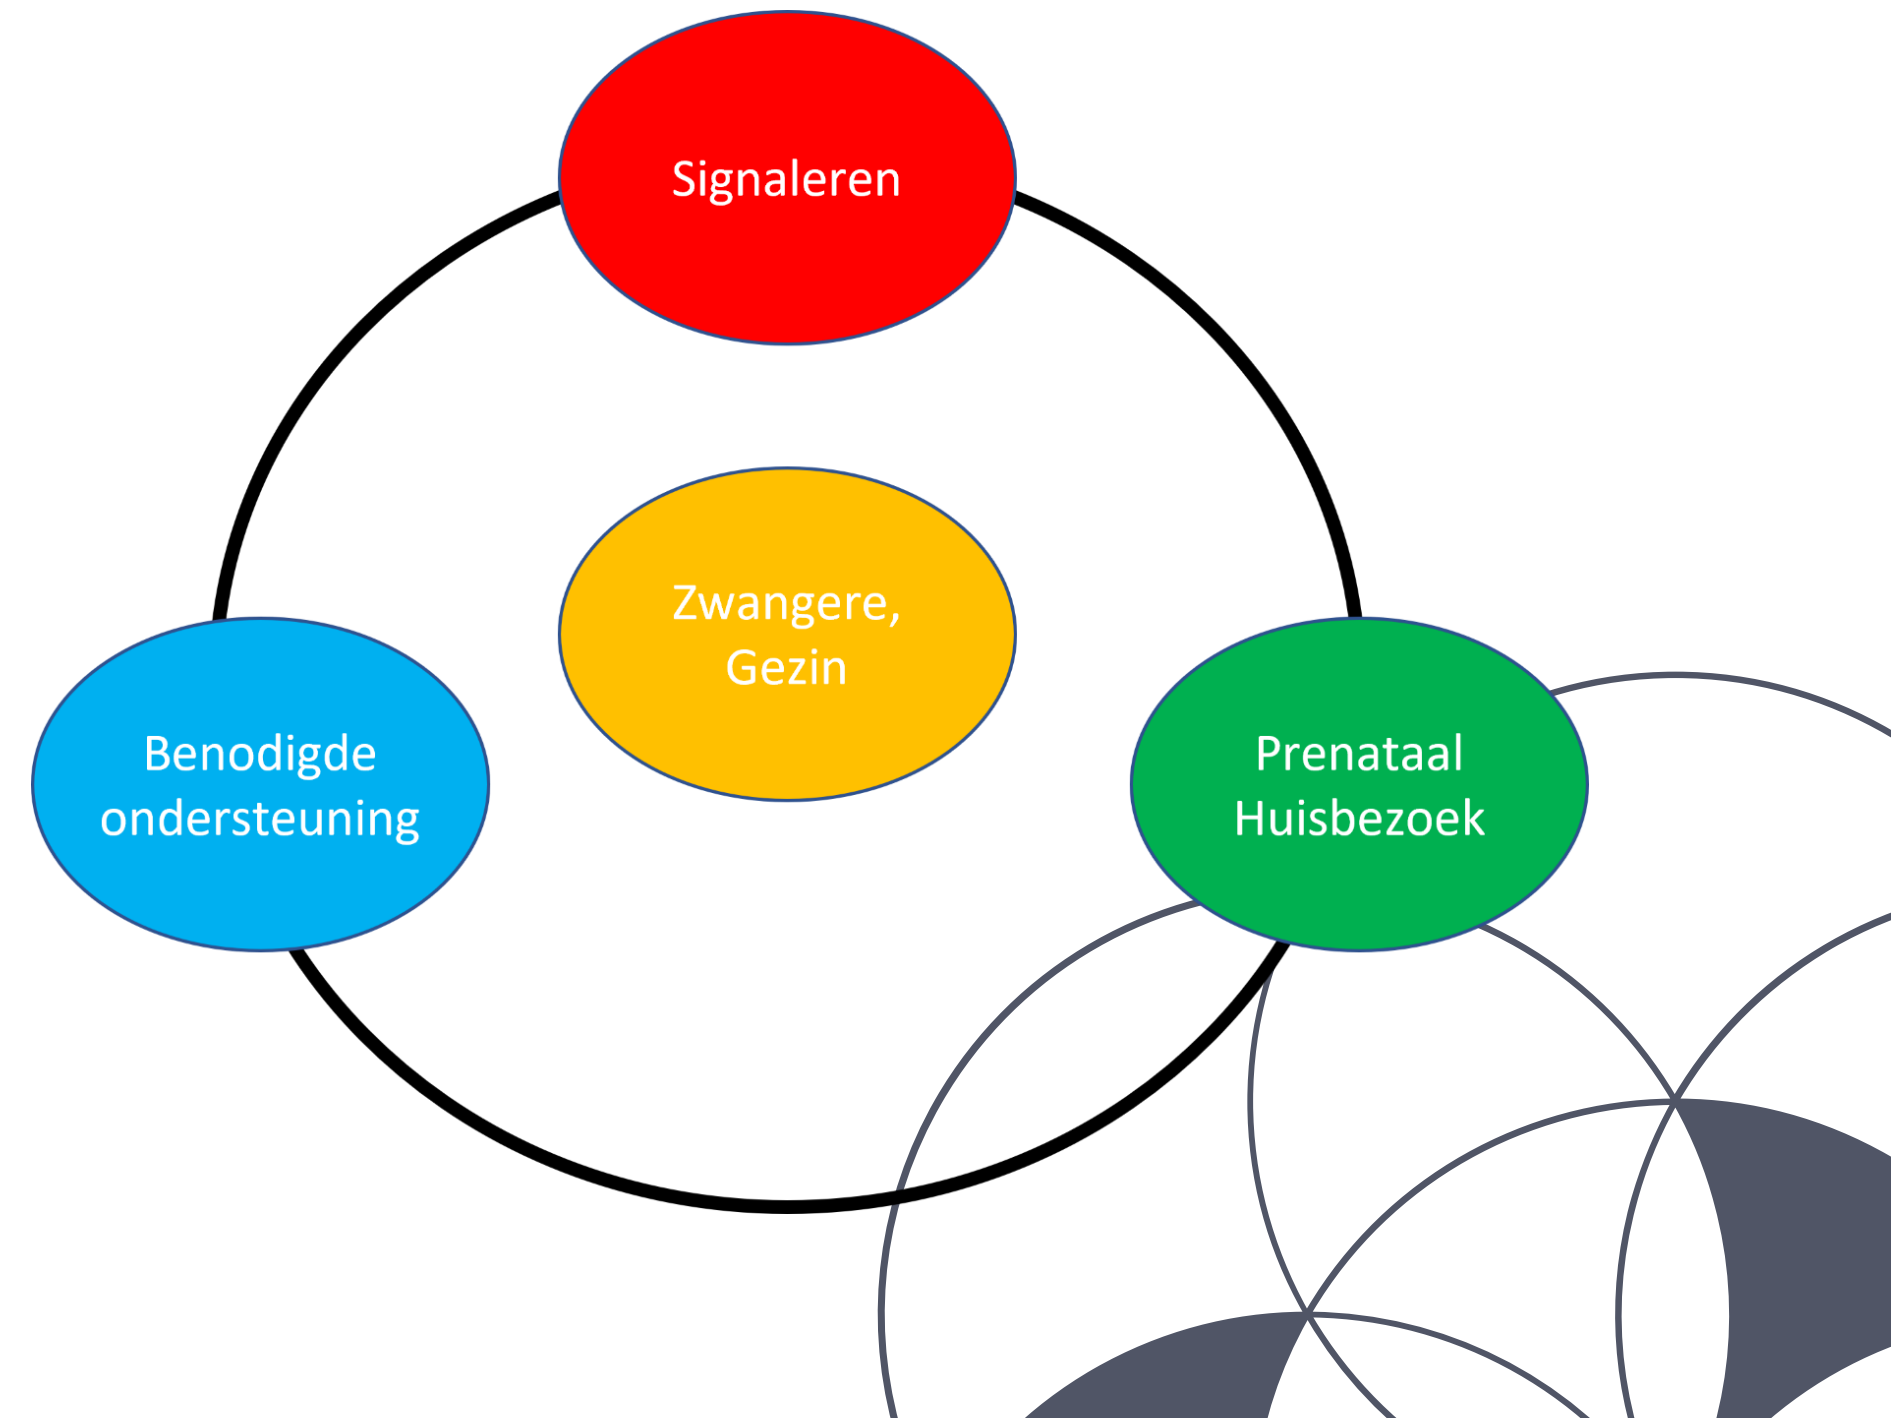 Signaleren
Zwangere,
Gezin
Benodigde
ondersteuning
Prenataal
Huisbezoek